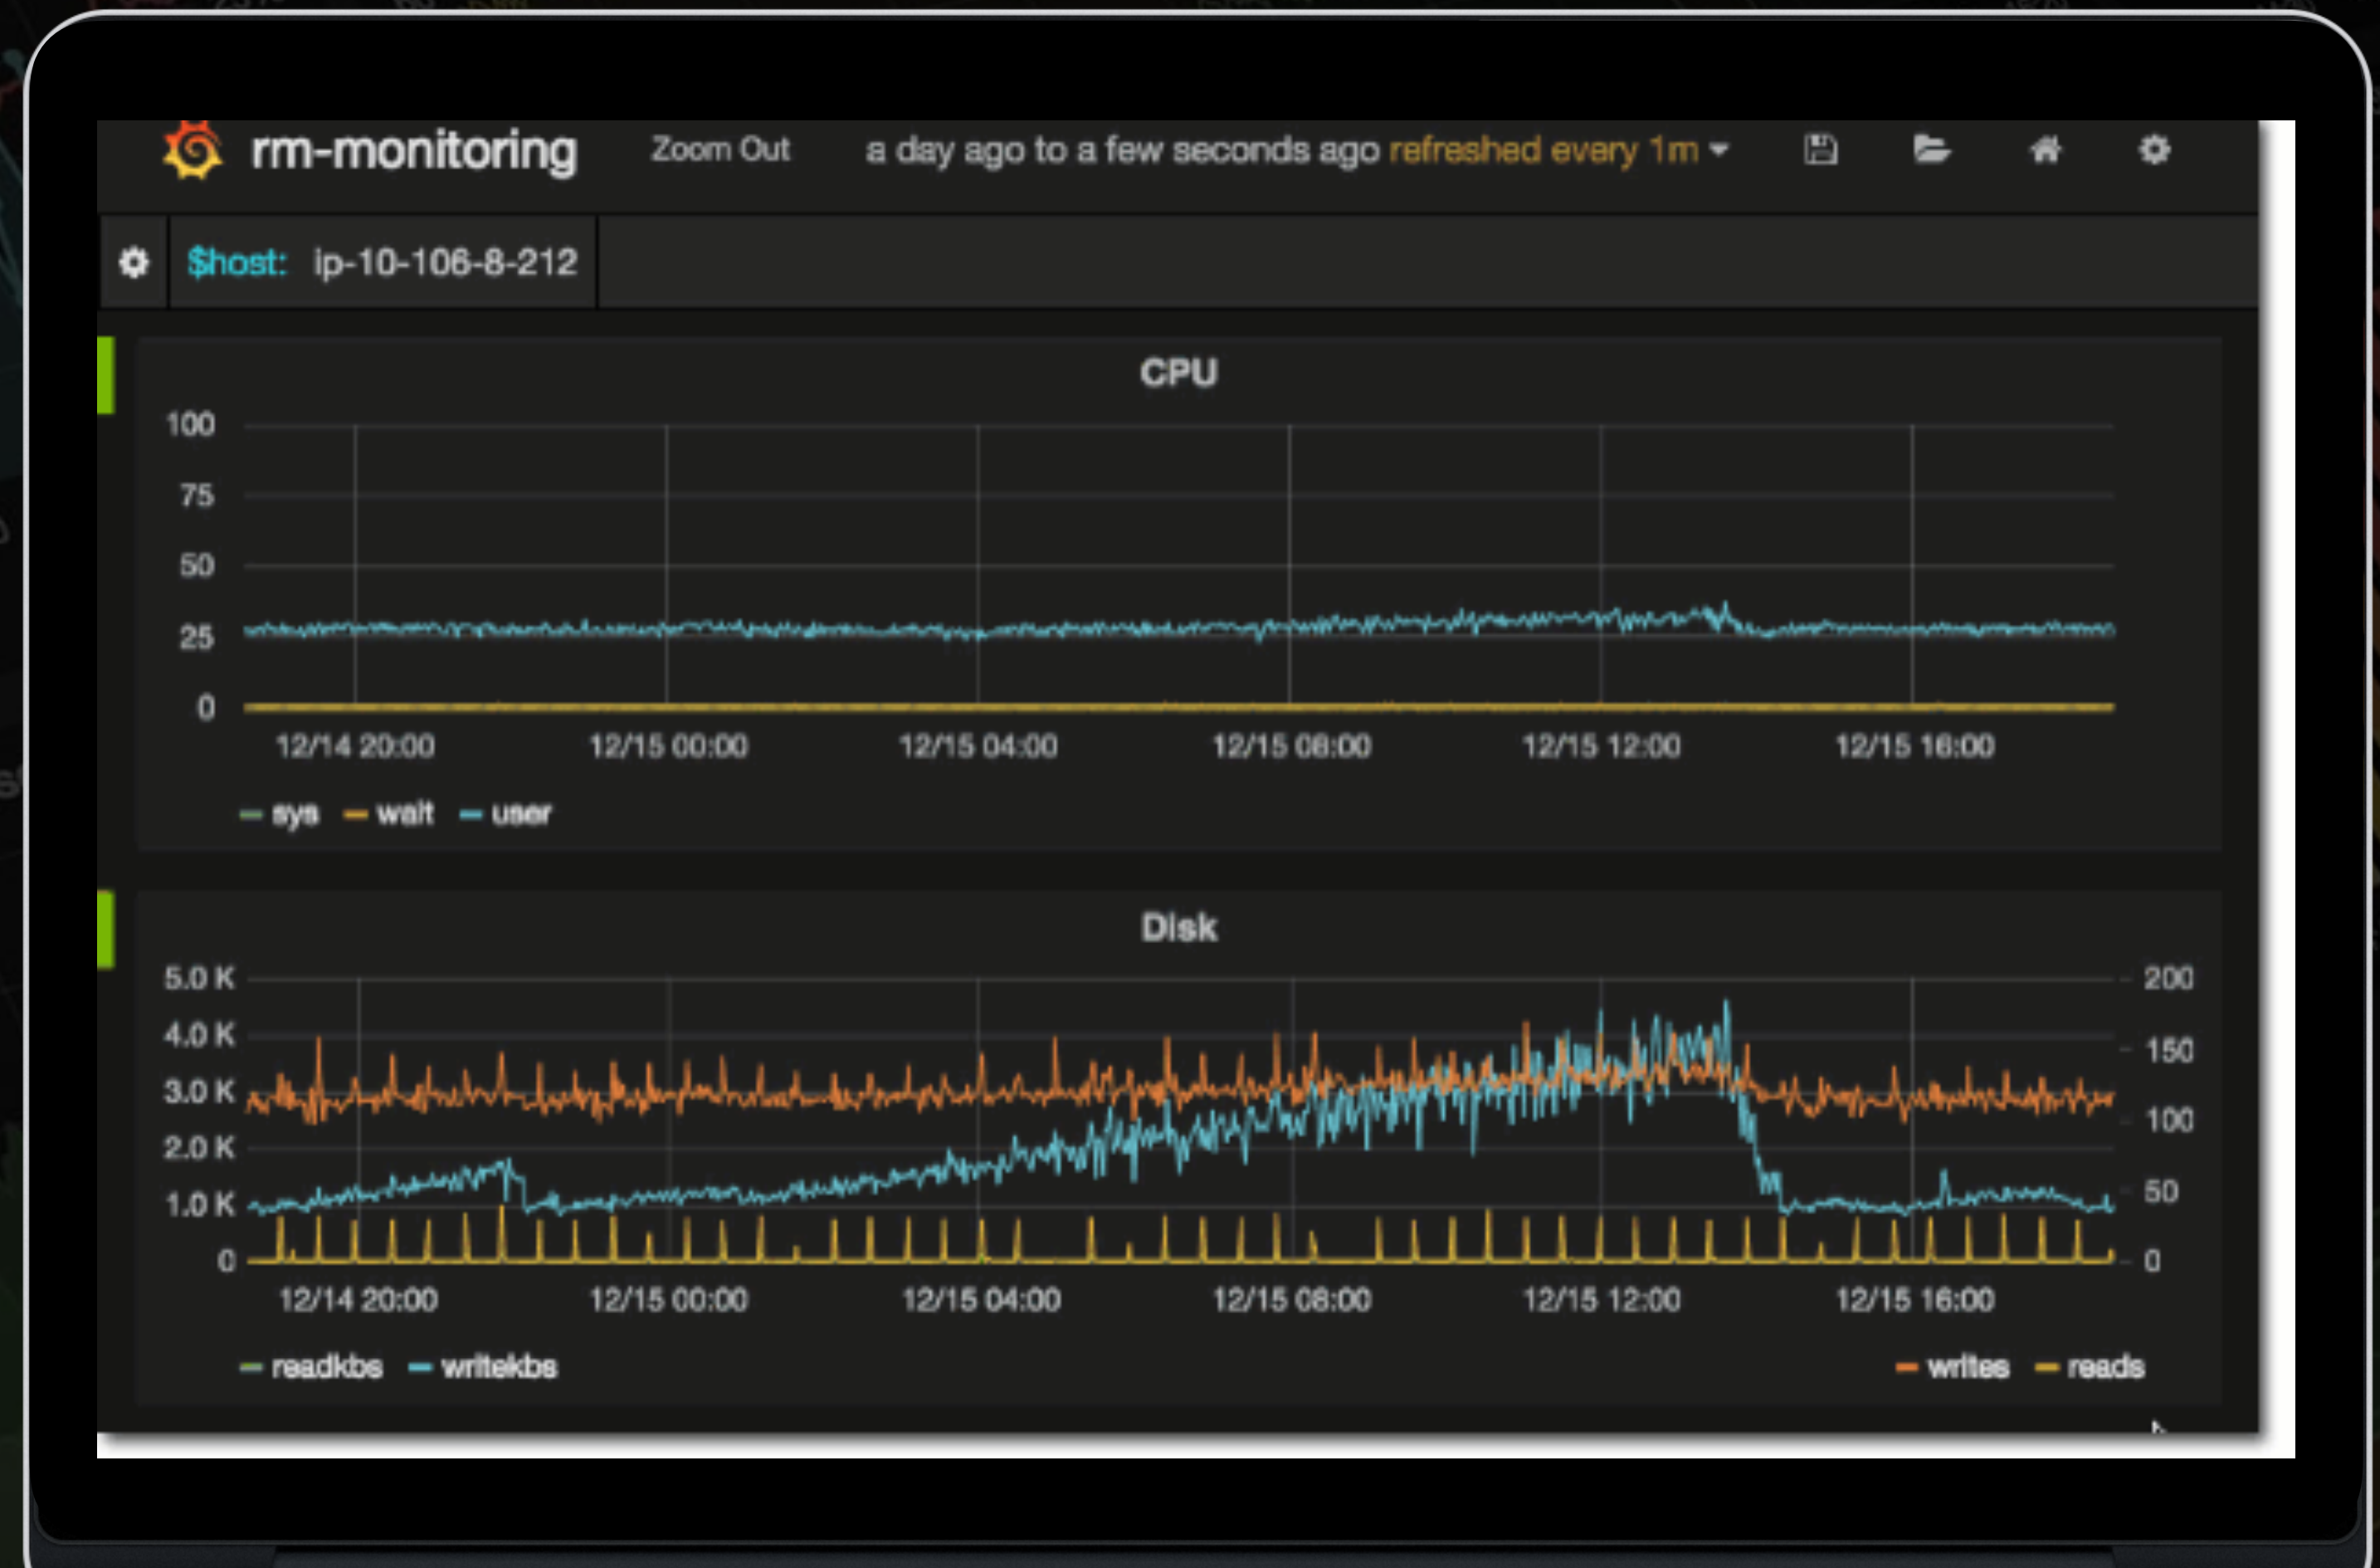 rm-monitoring Zoom Out a day ago to a few seconds ago refreshed every 1m
$host: ip-10-106-8-212
CPU
100
75
50
25
0
12/14 20:00 12/15 00:00 12/15 04:00 12/15 08:00 12/15 12:00 12/15 16:00
sys wait user
Disk
5.0 K 200
4.0 K
150
3.0 K
100
2.0 K
50
1.0 K
0 0
12/14 20:00 12/15 00:00 12/15 04:00 12/15 08:00 12/15 12:00 12/15 16:00
readkbs writekbs writes reads